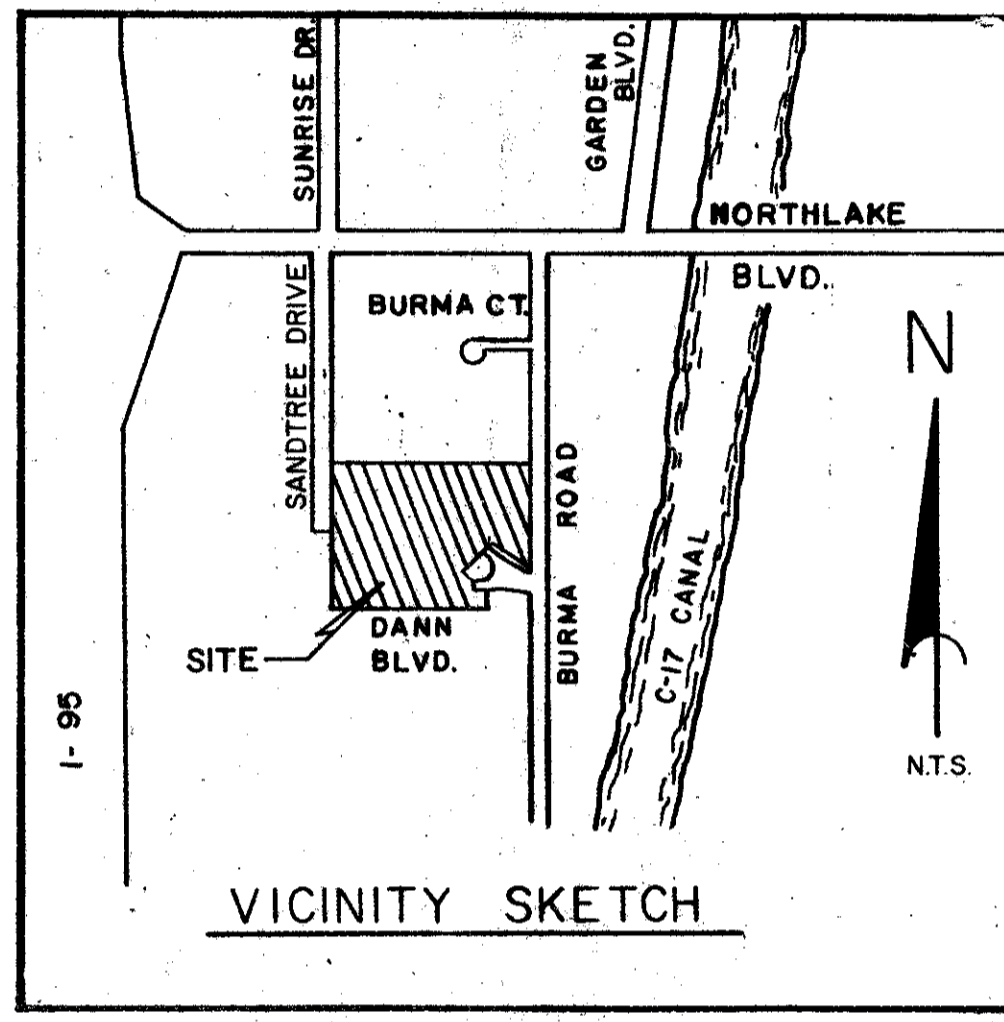 SUNRISE DR.
GARDEN
BLVD.
NORTHLAKE
BLVD.
SANDTREE DRIVE
BURMA CT.
N
BURMA ROAD
C-17 CANAL
DANN
BLVD.
SITE
I-95
N.T.S.
VICINITY SKETCH